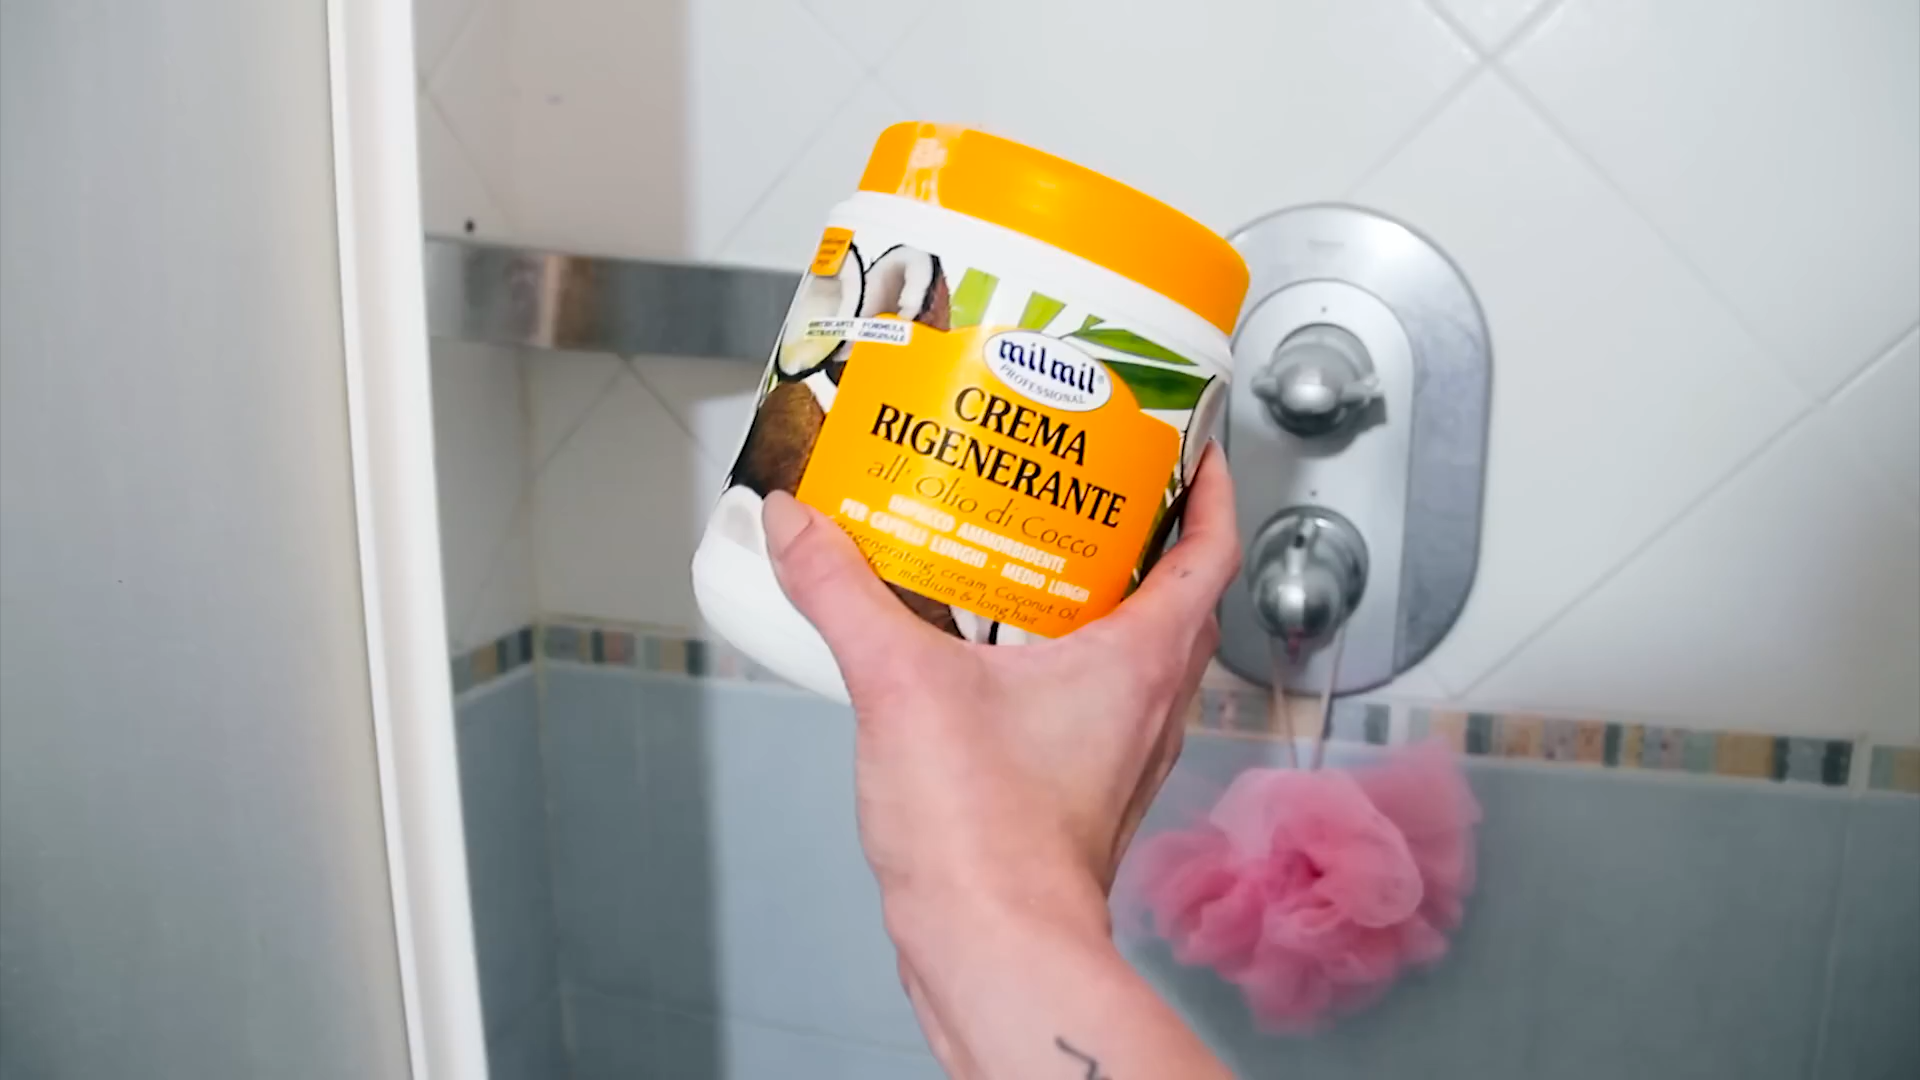 FORMULA
ORIGINALE
milmil®
PROFESSIONAL
CREMA
RIGENERANTE
all' Olio di Cocco
IMPACCO AMMORBIDENTE
PER CAPELLI LUNGHI - MEDIO LUNGHI
Regenerating cream Coconut Oil
for medium & long hair